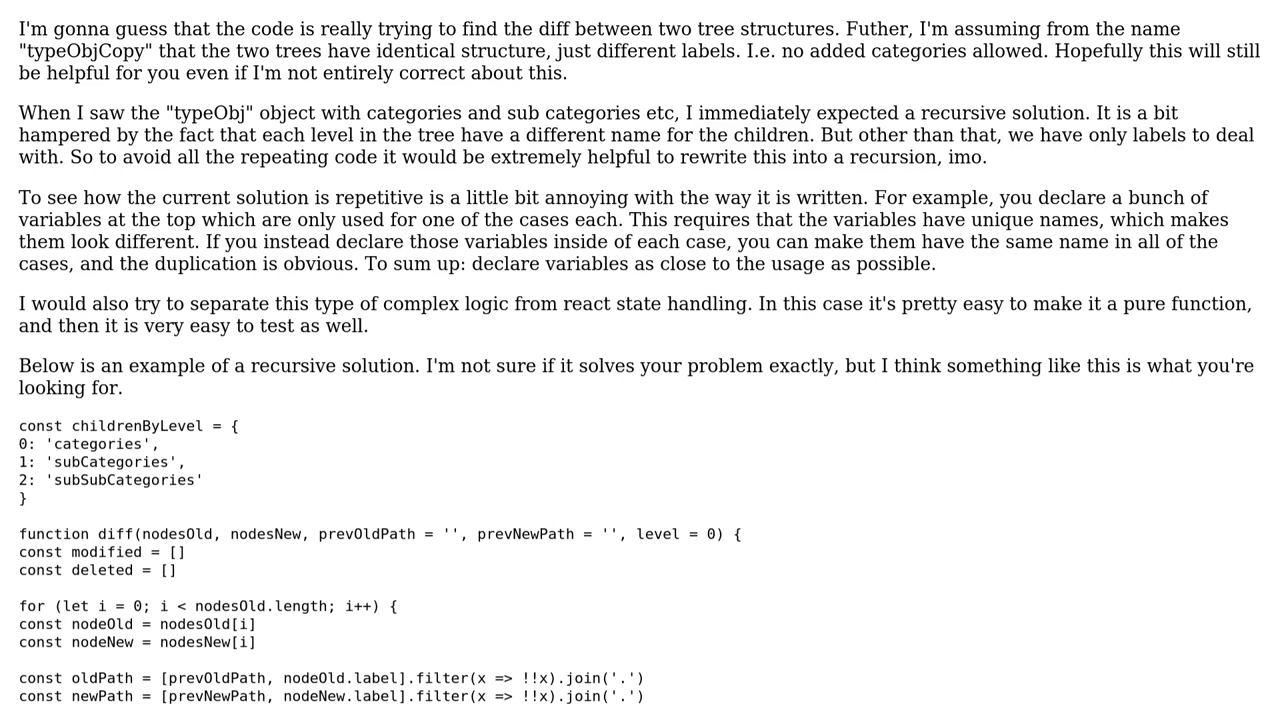 I'm gonna guess that the code is really trying to find the diff between two tree structures. Futher, I'm assuming from the name
"typeObjCopy" that the two trees have identical structure, just different labels. I.e. no added categories allowed. Hopefully this will still
be helpful for you even if I'm not entirely correct about this.
When I saw the "typeObj" object with categories and sub categories etc, I immediately expected a recursive solution. It is a bit
hampered by the fact that each level in the tree have a different name for the children. But other than that, we have only labels to deal
with. So to avoid all the repeating code it would be extremely helpful to rewrite this into a recursion, imo.
To see how the current solution is repetitive is a little bit annoying with the way it is written. For example, you declare a bunch of
variables at the top which are only used for one of the cases each. This requires that the variables have unique names, which makes
them look different. If you instead declare those variables inside of each case, you can make them have the same name in all of the
cases, and the duplication is obvious. To sum up: declare variables as close to the usage as possible.
I would also try to separate this type of complex logic from react state handling. In this case it's pretty easy to make it a pure function,
and then it is very easy to test as well.
Below is an example of a recursive solution. I'm not sure if it solves your problem exactly, but I think something like this is what you're
looking for.
const childrenByLevel = {
0: 'categories',
1: 'subCategories',
2: 'subSubCategories'
}
function diff(nodesOld, nodesNew, prevOldPath = '', prevNewPath = '', level = 0) {
const modified = []
const deleted = []
for (let i = 0; i < nodesOld.length; i++) {
const nodeOld = nodesOld[i]
const nodeNew = nodesNew[i]
const oldPath = [prevOldPath, nodeOld.label].filter(x => !!x).join('.')
const newPath = [prevNewPath, nodeNew.label].filter(x => !!x).join('.')